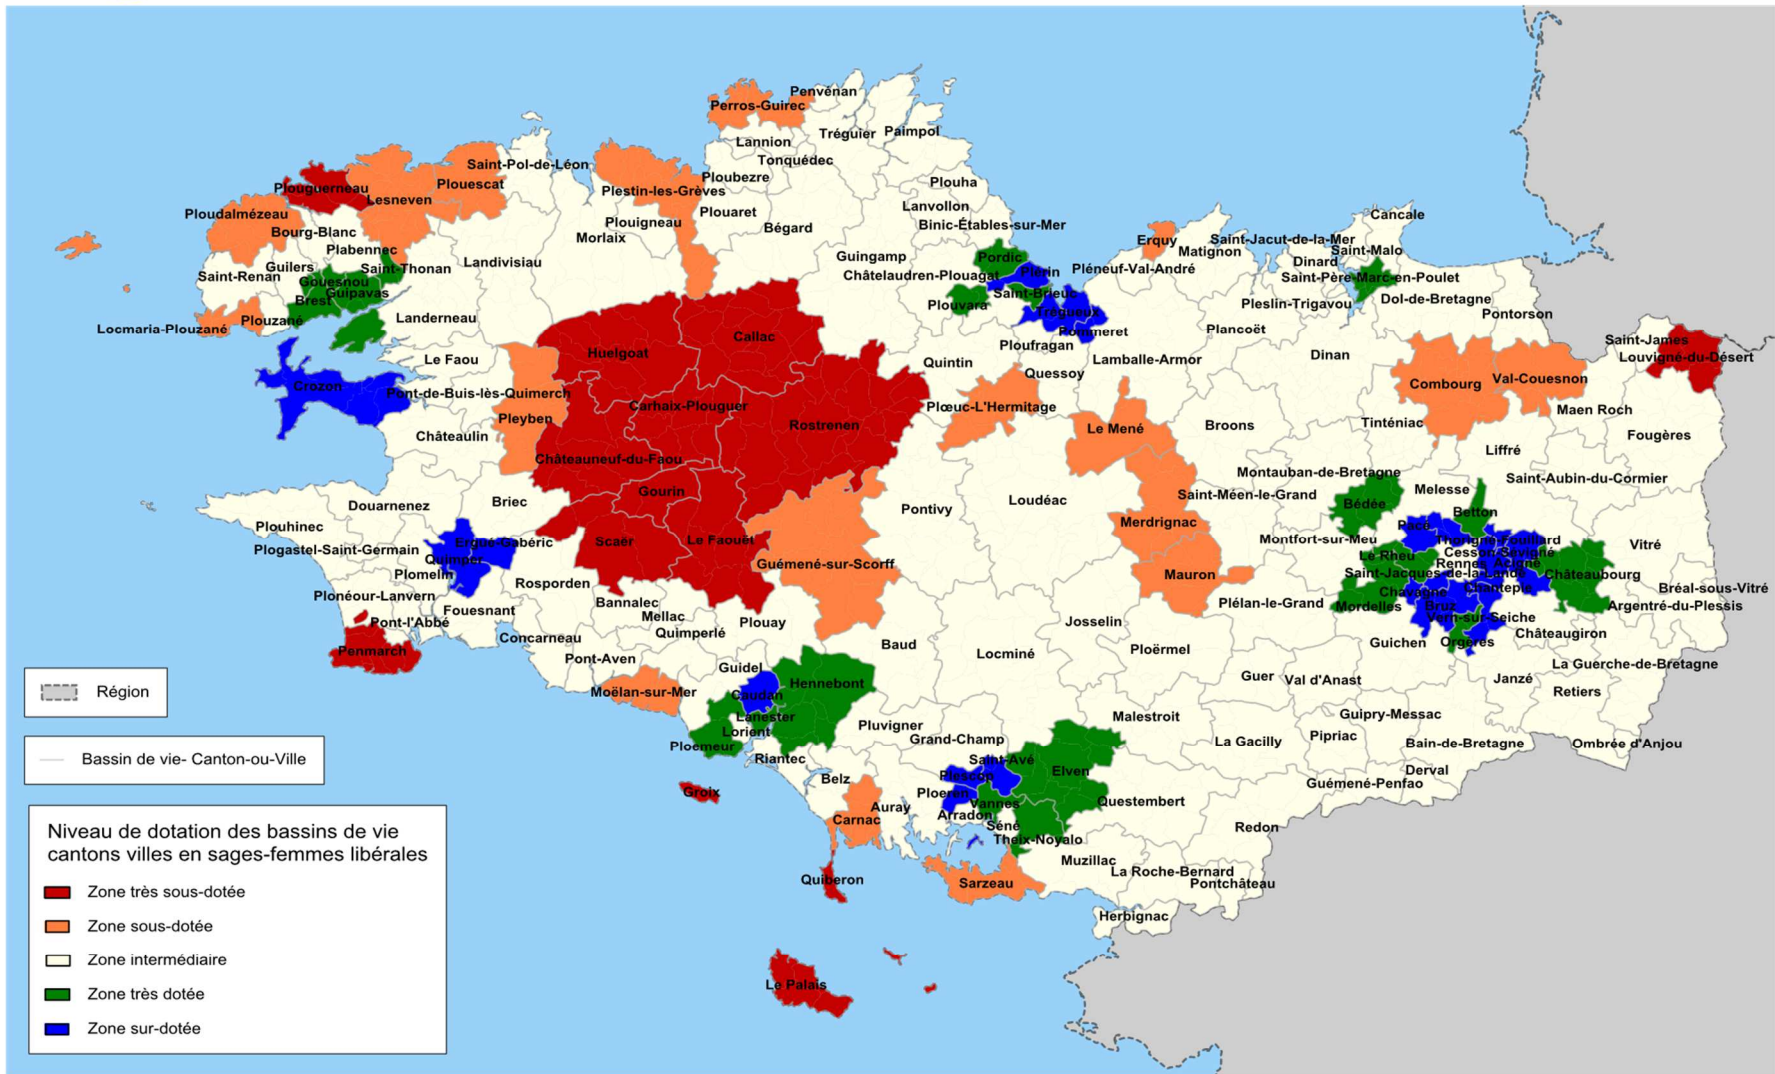 Penvénan
Perros-Guirec
Tréguier
Paimpol
Lannion
Tonquédec
Saint-Pol-de-Léon
Ploubezre
Plouha
Plouescat
Plouguerneau
Plestin-les-Grèves
Lesneven
Lanvollon
Plouaret
Ploudalmézeau
Cancale
Plouigneau
Binic-Étables-sur-Mer
Bégard
Bourg-Blanc
Morlaix
Erquy
Saint-Jacut-de-la-Mer
Plabennec
Saint-Malo
Matignon
Guingamp
Pordic
Landivisiau
Dinard
Guilers
Saint-Thonan
Pléneuf-Val-André
Plérin
Saint-Renan
Châtelaudren-Plouagat
Saint-Père-Marc-en-Poulet
Gouesnou
Guipavas
Saint-Brieuc
Dol-de-Bretagne
Brest
Plouvara
Pleslin-Trigavou
Trégueux
Pontorson
Landerneau
Plouzané
Locmaria-Plouzané
Plancoët
Pommeret
Callac
Saint-James
Ploufragan
Huelgoat
Dinan
Louvigné-du-Désert
Le Faou
Lamballe-Armor
Quintin
Quessoy
Val-Couesnon
Combourg
Crozon
Pont-de-Buis-lès-Quimerch
Carhaix-Plouguer
Plœuc-L'Hermitage
Maen Roch
Pleyben
Rostrenen
Broons
Tinténiac
Le Mené
Châteaulin
Fougères
Liffré
Châteauneuf-du-Faou
Montauban-de-Bretagne
Saint-Aubin-du-Cormier
Gourin
Melesse
Saint-Méen-le-Grand
Loudéac
Briec
Bédée
Douarnenez
Pontivy
Betton
Merdrignac
Plouhinec
Pacé
Montfort-sur-Meu
Thorigné-Fouillard
Scaër
Le Faouët
Ergué-Gabéric
Vitré
Plogastel-Saint-Germain
Cesson-Sévigné
Le Rheu
Quimper
Rennes
Acigné
Guémené-sur-Scorff
Saint-Jacques-de-la-Lande
Châteaubourg
Plomelin
Mauron
Rosporden
Chantepie
Bréal-sous-Vitré
Chavagne
Plonéour-Lanvern
Bannalec
Plélan-le-Grand
Mordelles
Bruz
Argentré-du-Plessis
Fouesnant
Mellac
Vern-sur-Seiche
Pont-l'Abbé
Plouay
Josselin
Quimperlé
Châteaugiron
Concarneau
Guichen
Orgères
Baud
Ploërmel
Penmarch
Locminé
Pont-Aven
La Guerche-de-Bretagne
Guidel
Guer
Val d'Anast
Janzé
Hennebont
Retiers
Moëlan-sur-Mer
Caudan
Région
Guipry-Messac
Lanester
Malestroit
Pluvigner
Lorient
Pipriac
Grand-Champ
La Gacilly
Bain-de-Bretagne
Ombrée d'Anjou
Ploemeur
Riantec
Saint-Avé
Bassin de vie- Canton-ou-Ville
Elven
Derval
Plescop
Belz
Guémené-Penfao
Groix
Ploeren
Questembert
Vannes
Auray
Arradon
Carnac
Séné
Redon
Niveau de dotation des bassins de vie
cantons villes en sages-femmes libérales
Theix-Noyalo
Muzillac
La Roche-Bernard
Quiberon
Sarzeau
Pontchâteau
Zone très sous-dotée
Herbignac
Zone sous-dotée
Zone intermédiaire
Le Palais
Zone très dotée
Zone sur-dotée